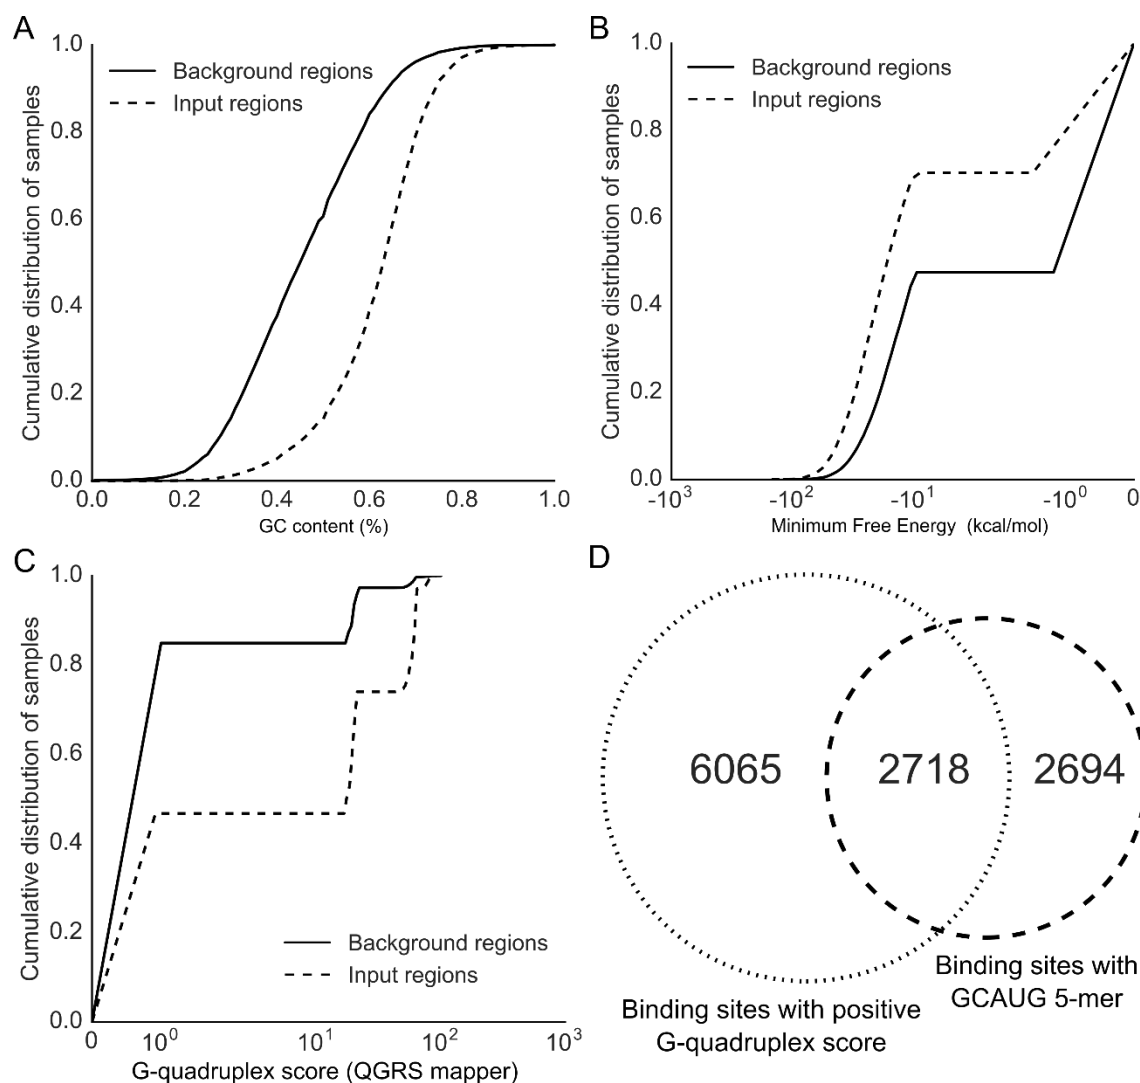 A
Cumulative distribution of samples
1.0
0.8
0.6
0.4
0.2
0.0
Background regions
Input regions
0.0 0.2 0.4 0.6 0.8 1.0
GC content (%)
B
Cumulative distribution of samples
1.0
0.8
0.6
0.4
0.2
0.0
Background regions
Input regions
-10³ -10² -10¹ -10⁰ 0
Minimum Free Energy (kcal/mol)
C
Cumulative distribution of samples
1.0
0.8
0.6
0.4
0.2
0.0
Background regions
Input regions
0 10⁰ 10¹ 10² 10³
G-quadruplex score (QGRS mapper)
D
6065 2718 2694
Binding sites with positive
G-quadruplex score
Binding sites with
GCAUG 5-mer